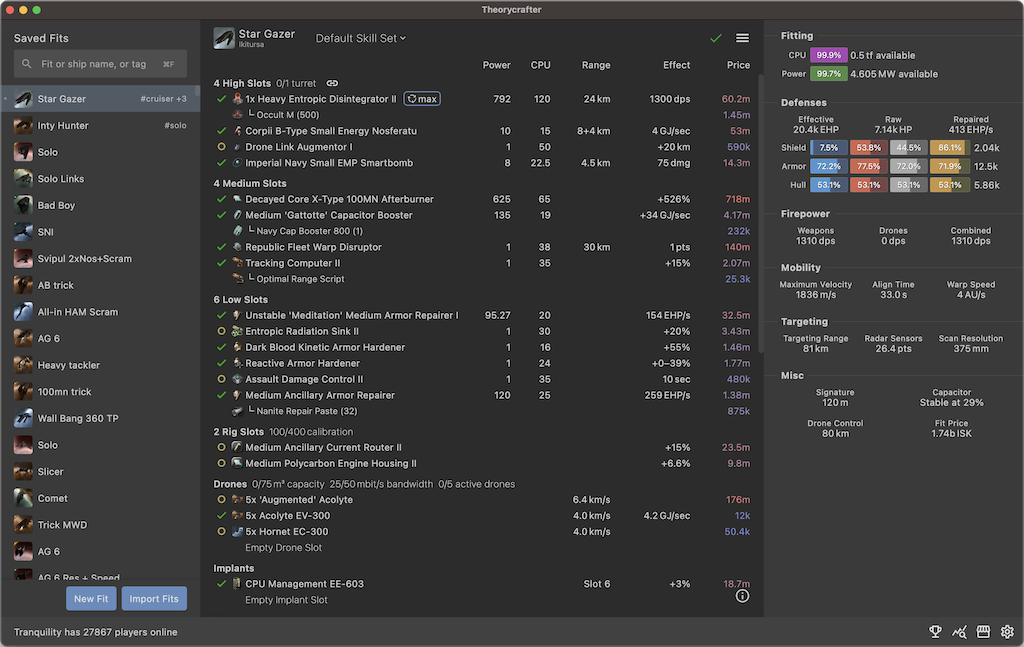 Theorycrafter
Saved Fits
Fit or ship name, or tag ⌘F
Star Gazer #cruiser +3
Inty Hunter #solo
Solo
Solo Links
Bad Boy
SNI
Svipul 2xNos+Scram
AB trick
All-in HAM Scram
AG 6
Heavy tackler
100mn trick
Wall Bang 360 TP
Solo
Slicer
Comet
Trick MWD
AG 6
AG 6 Res + Speed
New Fit Import Fits
Star Gazer
Ikitursa
Default Skill Set
Power CPU Range Effect Price
4 High Slots 0/1 turret
1x Heavy Entropic Disintegrator II max 792 120 24 km 1300 dps 60.2m
└ Occult M (500) 1.45m
Corpii B-Type Small Energy Nosferatu 10 15 8+4 km 4 GJ/sec 53m
Drone Link Augmentor I 1 50 +20 km 590k
Imperial Navy Small EMP Smartbomb 8 22.5 4.5 km 75 dmg 14.3m
4 Medium Slots
Decayed Core X-Type 100MN Afterburner 625 65 +526% 718m
Medium 'Gattotte' Capacitor Booster 135 19 +34 GJ/sec 4.17m
└ Navy Cap Booster 800 (1) 232k
Republic Fleet Warp Disruptor 1 38 30 km 1 pts 140m
Tracking Computer II 1 35 +15% 2.07m
└ Optimal Range Script 25.3k
6 Low Slots
Unstable 'Meditation' Medium Armor Repairer I 95.27 20 154 EHP/s 32.5m
Entropic Radiation Sink II 1 30 +20% 3.43m
Dark Blood Kinetic Armor Hardener 1 16 +55% 1.46m
Reactive Armor Hardener 1 24 +0–39% 1.77m
Assault Damage Control II 1 35 10 sec 480k
Medium Ancillary Armor Repairer 120 25 259 EHP/s 1.38m
└ Nanite Repair Paste (32) 875k
2 Rig Slots 100/400 calibration
Medium Ancillary Current Router II +15% 23.5m
Medium Polycarbon Engine Housing II +6.6% 9.8m
Drones 0/75 m³ capacity 25/50 mbit/s bandwidth 0/5 active drones
5x 'Augmented' Acolyte 6.4 km/s 176m
5x Acolyte EV-300 4.0 km/s 4.2 GJ/sec 12k
5x Hornet EC-300 4.0 km/s 50.4k
Empty Drone Slot
Implants
CPU Management EE-603 Slot 6 +3% 18.7m
Empty Implant Slot
Fitting
CPU 99.9% 0.5 tf available
Power 99.7% 4.605 MW available
Defenses
Effective Raw Repaired
20.4k EHP 7.14k HP 413 EHP/s
Shield 7.5% 53.8% 44.5% 86.1% 2.04k
Armor 72.2% 77.5% 72.0% 71.9% 12.5k
Hull 53.1% 53.1% 53.1% 53.1% 5.86k
Firepower
Weapons Drones Combined
1310 dps 0 dps 1310 dps
Mobility
Maximum Velocity Align Time Warp Speed
1836 m/s 33.0 s 4 AU/s
Targeting
Targeting Range Radar Sensors Scan Resolution
81 km 26.4 pts 375 mm
Misc
Signature Capacitor
120 m Stable at 29%
Drone Control Fit Price
80 km 1.74b ISK
Tranquility has 27867 players online